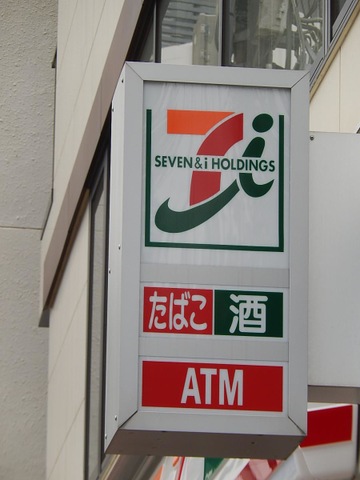 SEVEN & i HOLDINGS
たばこ 酒
ATM